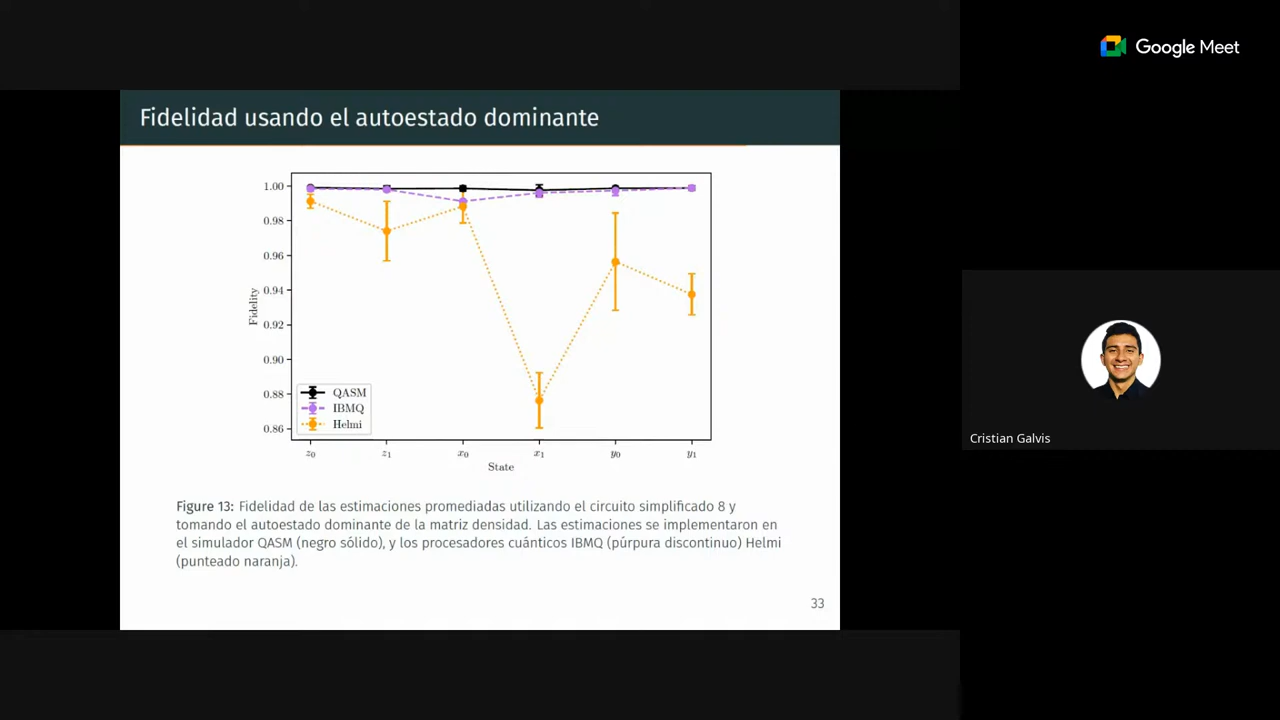 Google Meet
Fidelidad usando el autoestado dominante
1.00
0.98
0.96
0.94
0.92
0.90
0.88
0.86
Fidelity
QASM
IBMQ
Helmi
z0 z1 x0 x1 y0 y1
State
Figure 13: Fidelidad de las estimaciones promediadas utilizando el circuito simplificado 8 y
tomando el autoestado dominante de la matriz densidad. Las estimaciones se implementaron en
el simulador QASM (negro sólido), y los procesadores cuánticos IBMQ (púrpura discontinuo) Helmi
(punteado naranja).
33
Cristian Galvis